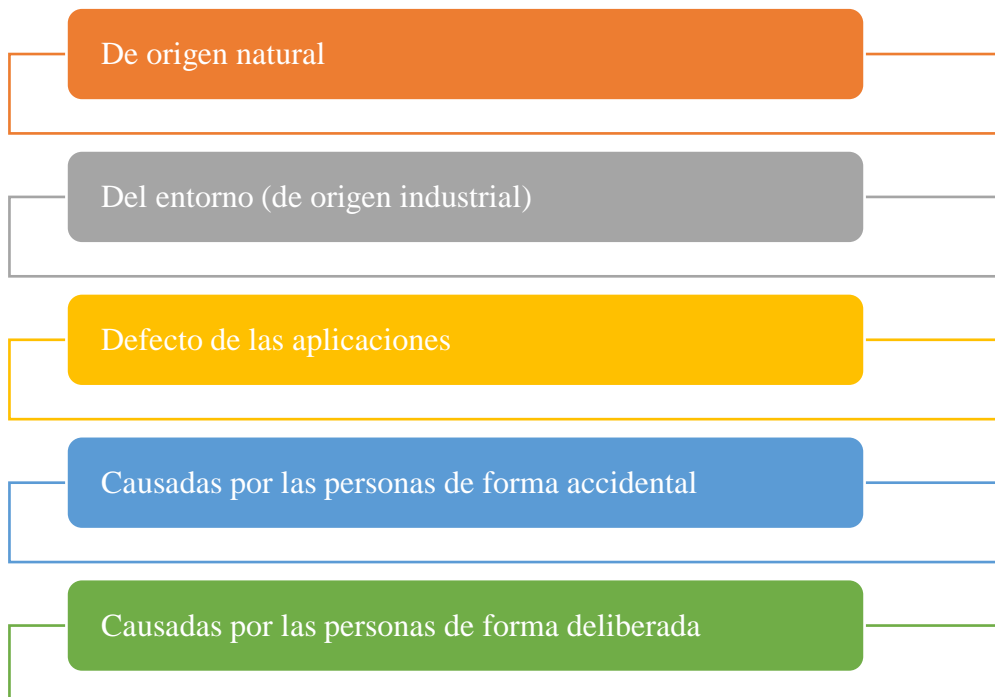 De origen natural
Del entorno (de origen industrial)
Defecto de las aplicaciones
Causadas por las personas de forma accidental
Causadas por las personas de forma deliberada